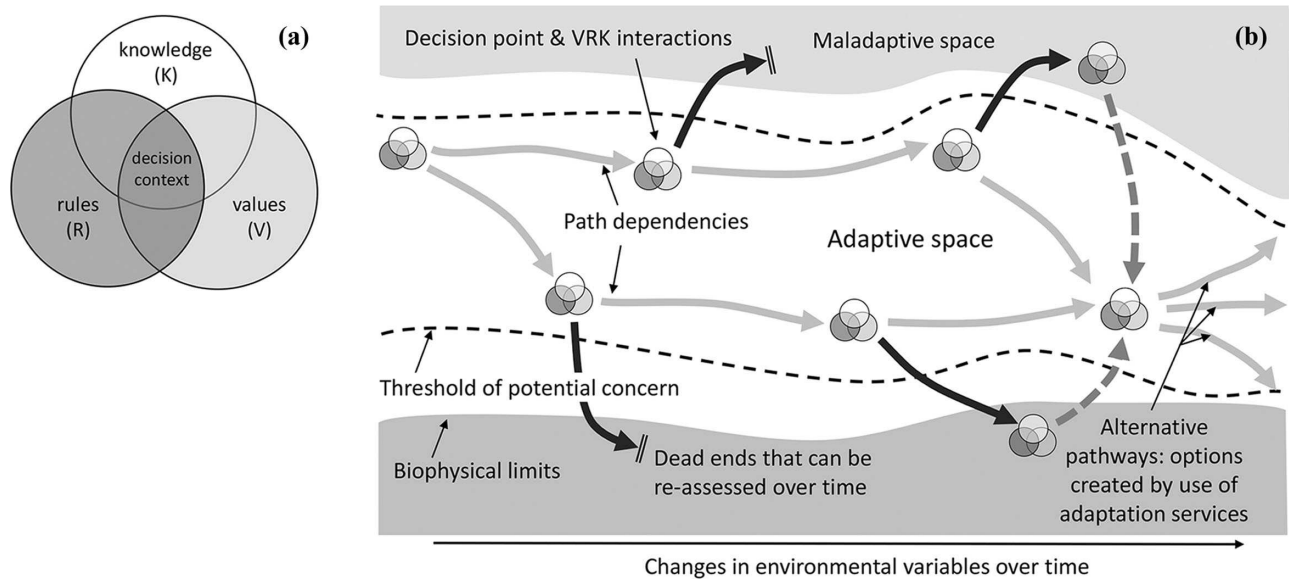 (a)
knowledge
(K)
decision
context
rules
(R)
values
(V)
(b)
Decision point & VRK interactions
Maladaptive space
Path dependencies
Adaptive space
Threshold of potential concern
Biophysical limits
Dead ends that can be
re-assessed over time
Alternative
pathways: options
created by use of
adaptation services
Changes in environmental variables over time